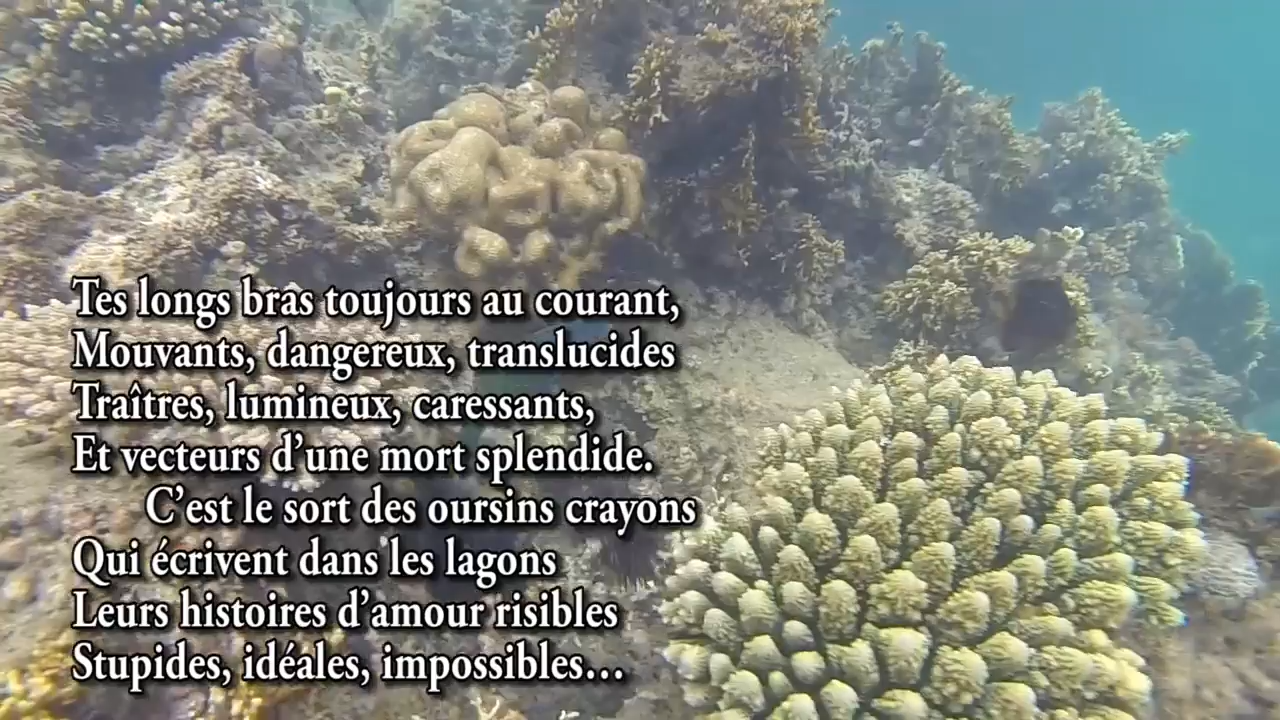 Tes longs bras toujours au courant,
Mouvants, dangereux, translucides
Traîtres, lumineux, caressants,
Et vecteurs d’une mort splendide.
C’est le sort des oursins crayons
Qui écrivent dans les lagons
Leurs histoires d’amour risibles
Stupides, idéales, impossibles…